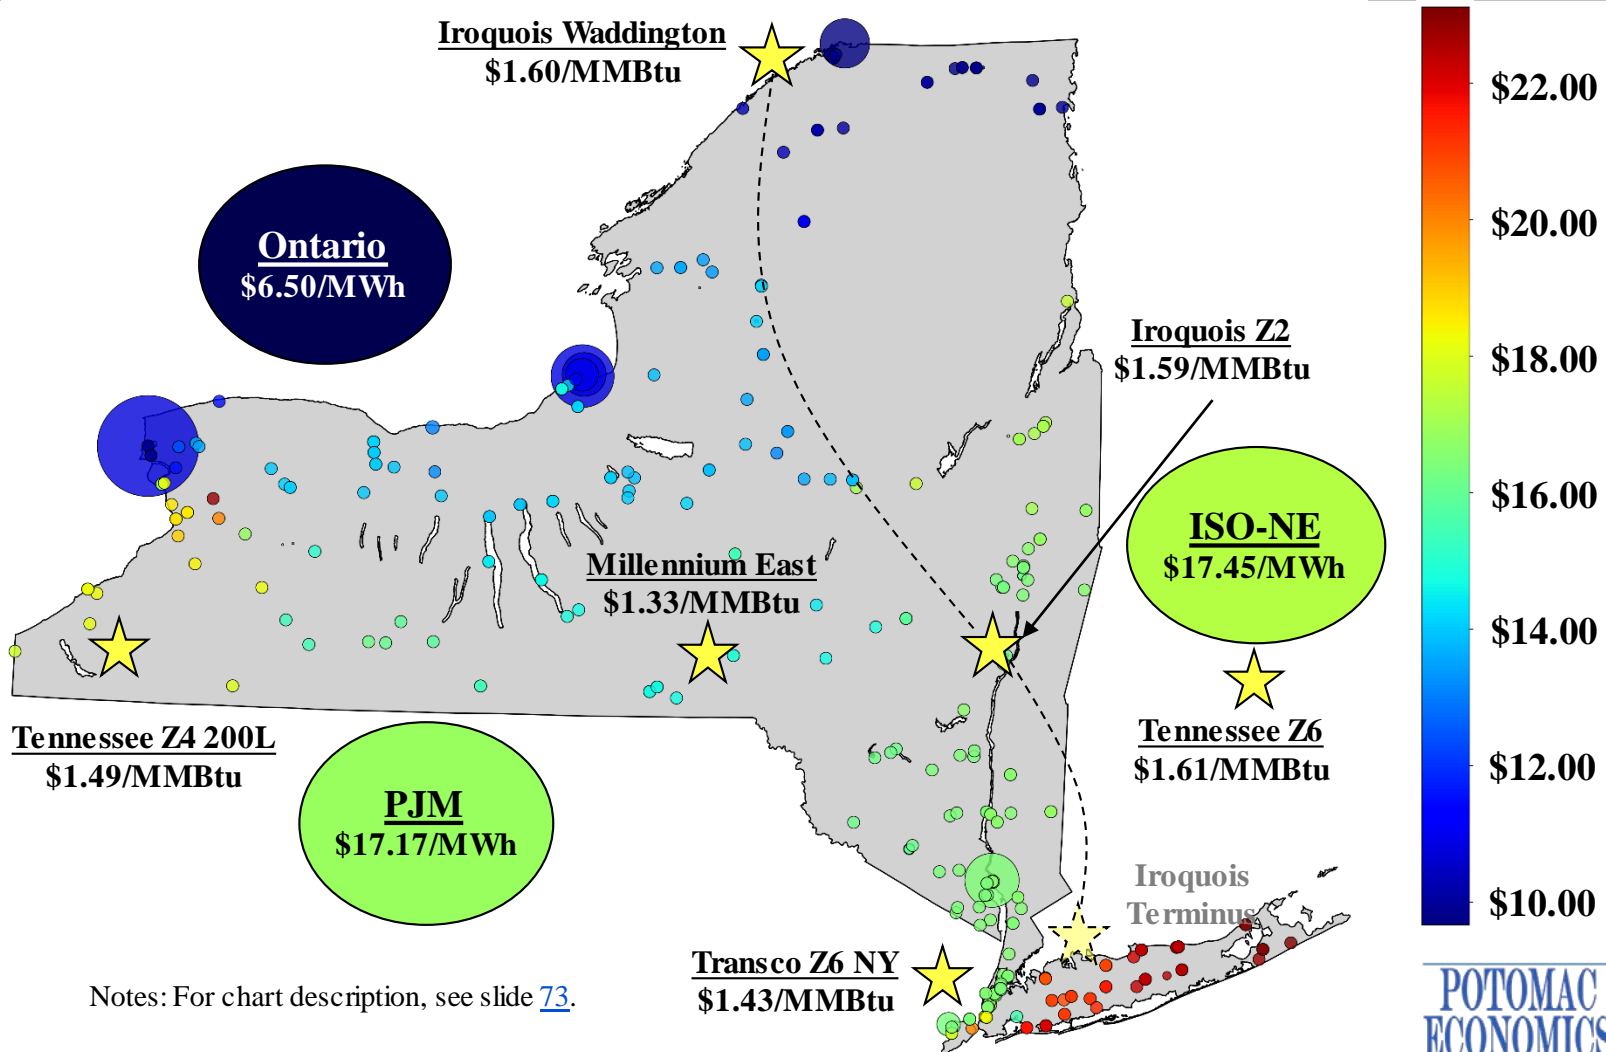 Iroquois Waddington
$1.60/MMBtu
Ontario
$6.50/MWh
Iroquois Z2
$1.59/MMBtu
ISO-NE
$17.45/MWh
Millennium East
$1.33/MMBtu
Tennessee Z6
$1.61/MMBtu
Tennessee Z4 200L
$1.49/MMBtu
PJM
$17.17/MWh
Iroquois
Terminus
Transco Z6 NY
$1.43/MMBtu
Notes: For chart description, see slide 73.
$22.00
$20.00
$18.00
$16.00
$14.00
$12.00
$10.00
POTOMAC
ECONOMICS